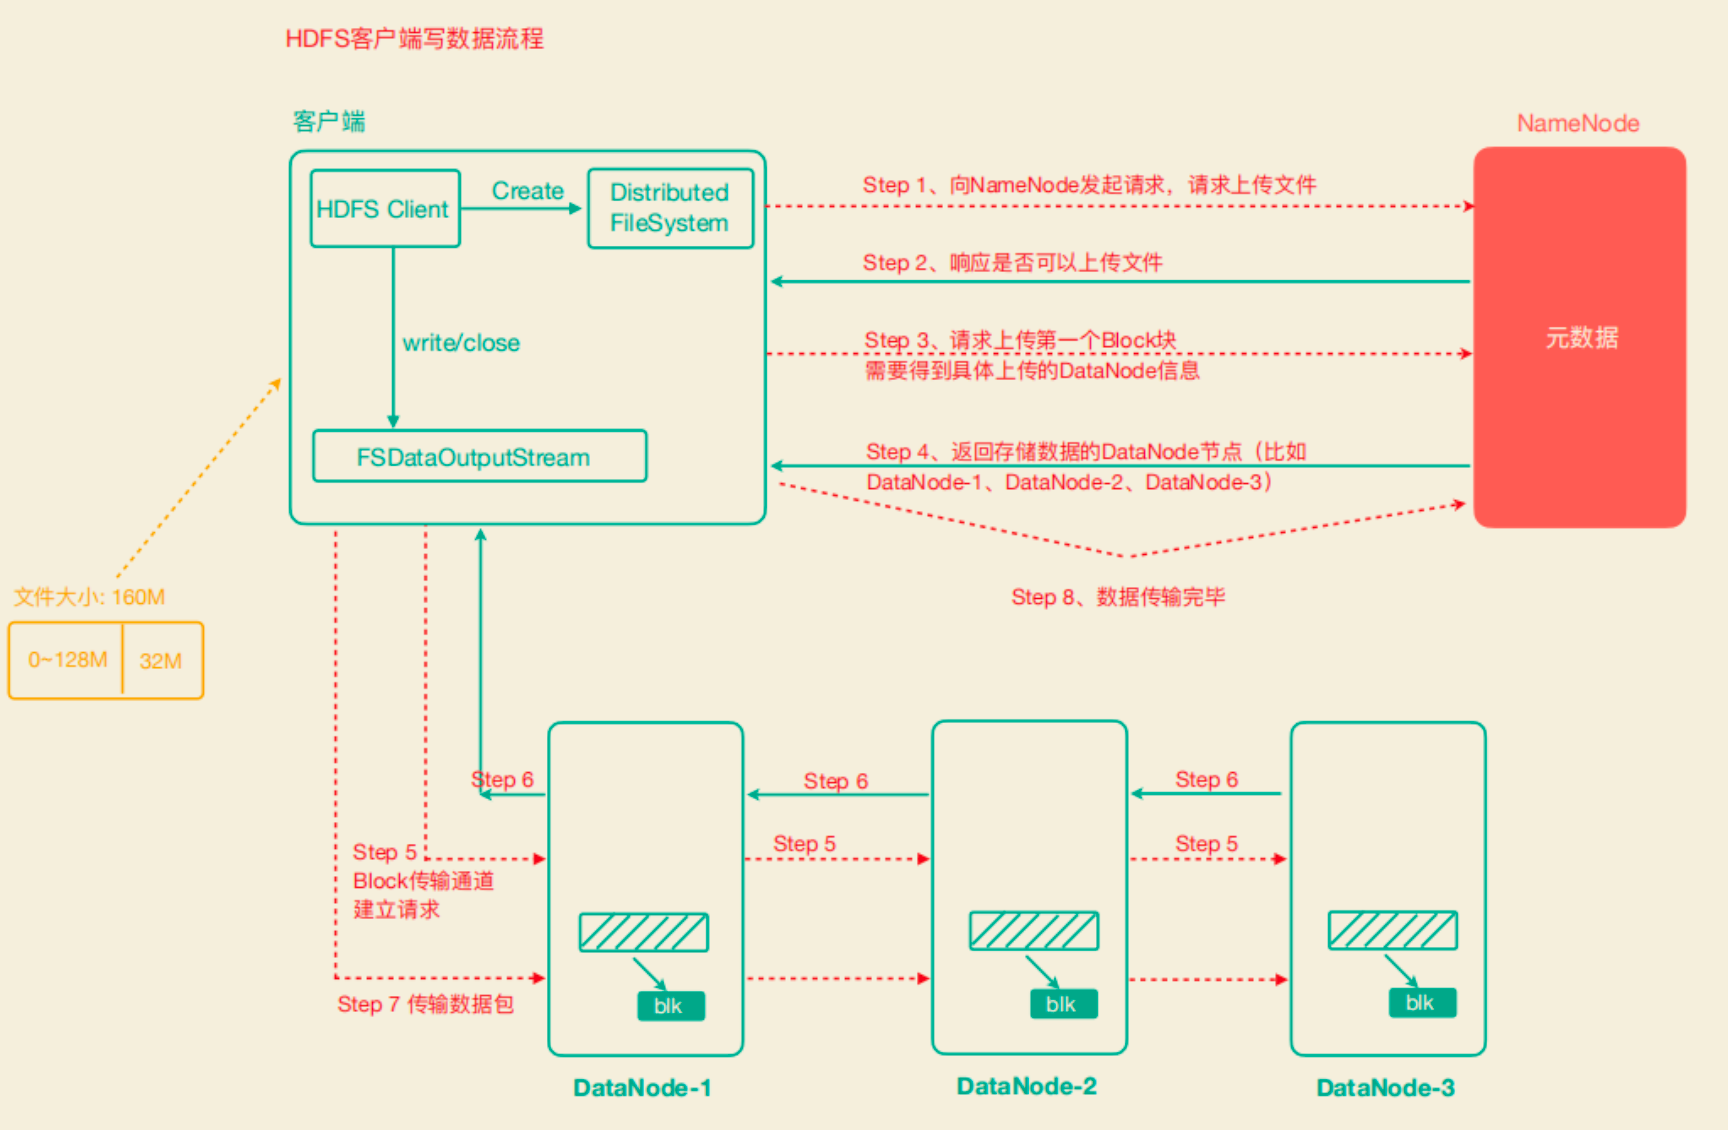 HDFS客户端写数据流程
客户端
NameNode
HDFS Client
Create
Distributed
FileSystem
write/close
FSDataOutputStream
Step 1、向NameNode发起请求，请求上传文件
Step 2、响应是否可以上传文件
Step 3、请求上传第一个Block块
需要得到具体上传的DataNode信息
Step 4、返回存储数据的DataNode节点（比如
DataNode-1、DataNode-2、DataNode-3）
元数据
Step 8、数据传输完毕
文件大小: 160M
0~128M
32M
Step 6
Step 6
Step 6
Step 5
Block传输通道
建立请求
Step 5
Step 5
Step 7 传输数据包
blk
blk
blk
DataNode-1
DataNode-2
DataNode-3